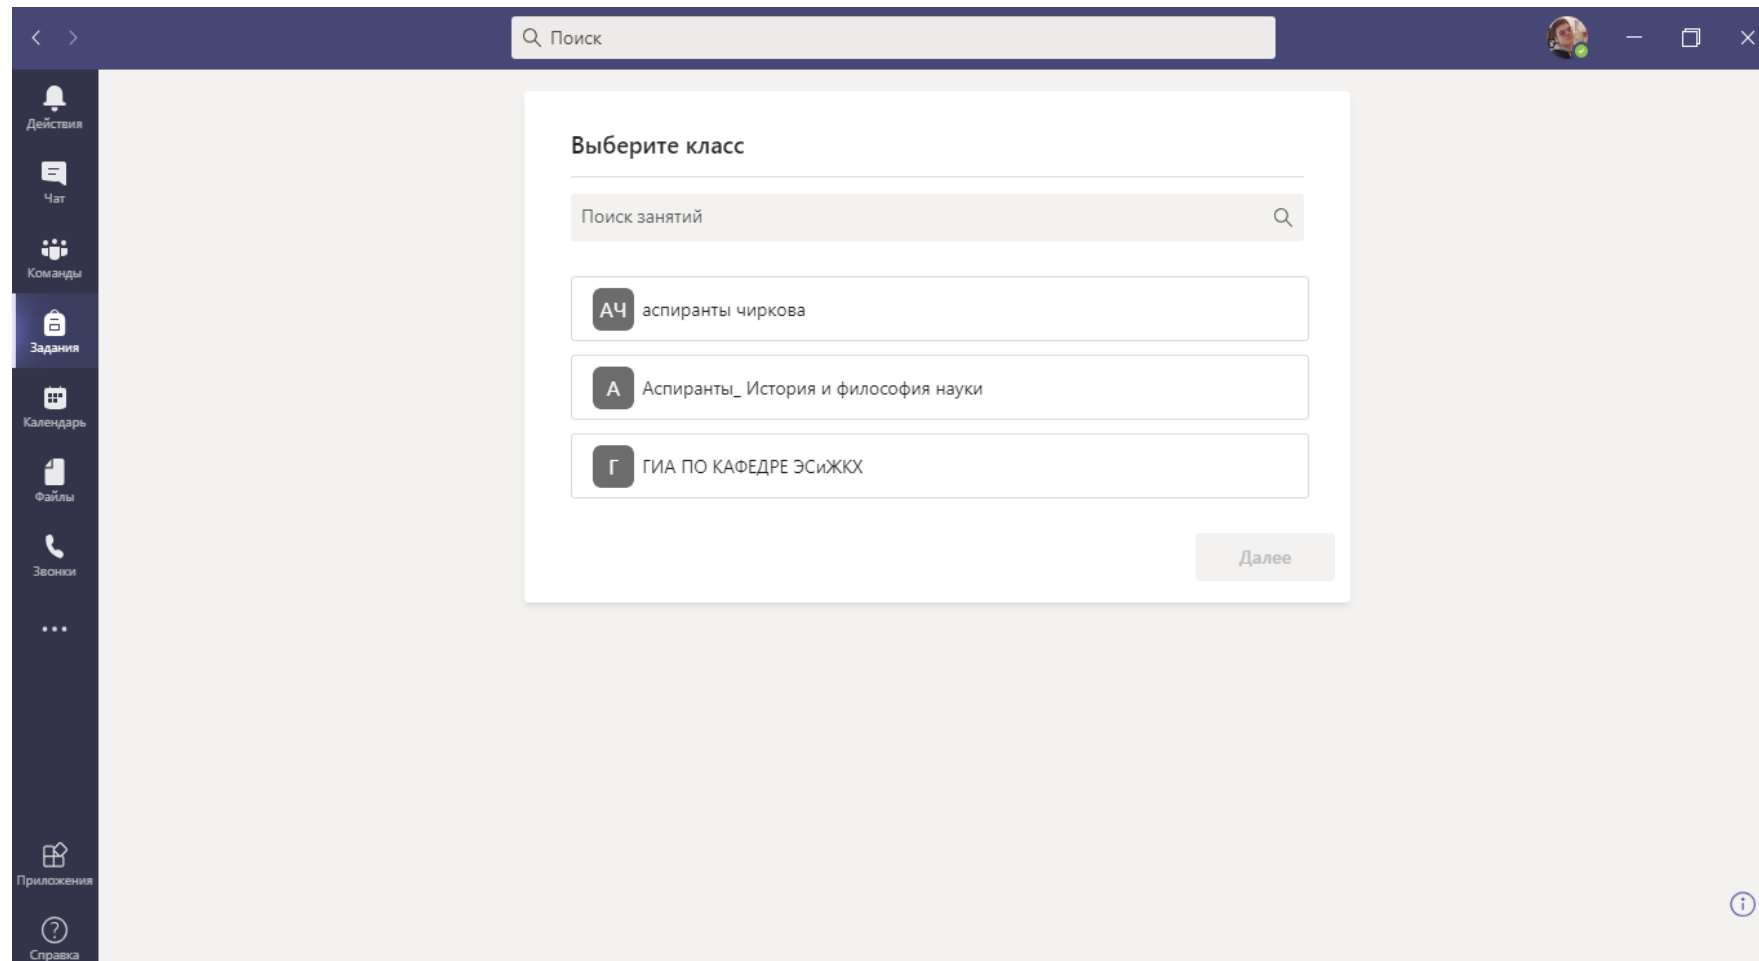 Поиск
Действия
Чат
Команды
Задания
Календарь
Файлы
Звонки
Приложения
Справка
Выберите класс
Поиск занятий
АЧ аспиранты чиркова
А Аспиранты_ История и философия науки
Г ГИА ПО КАФЕДРЕ ЭСиЖКХ
Далее